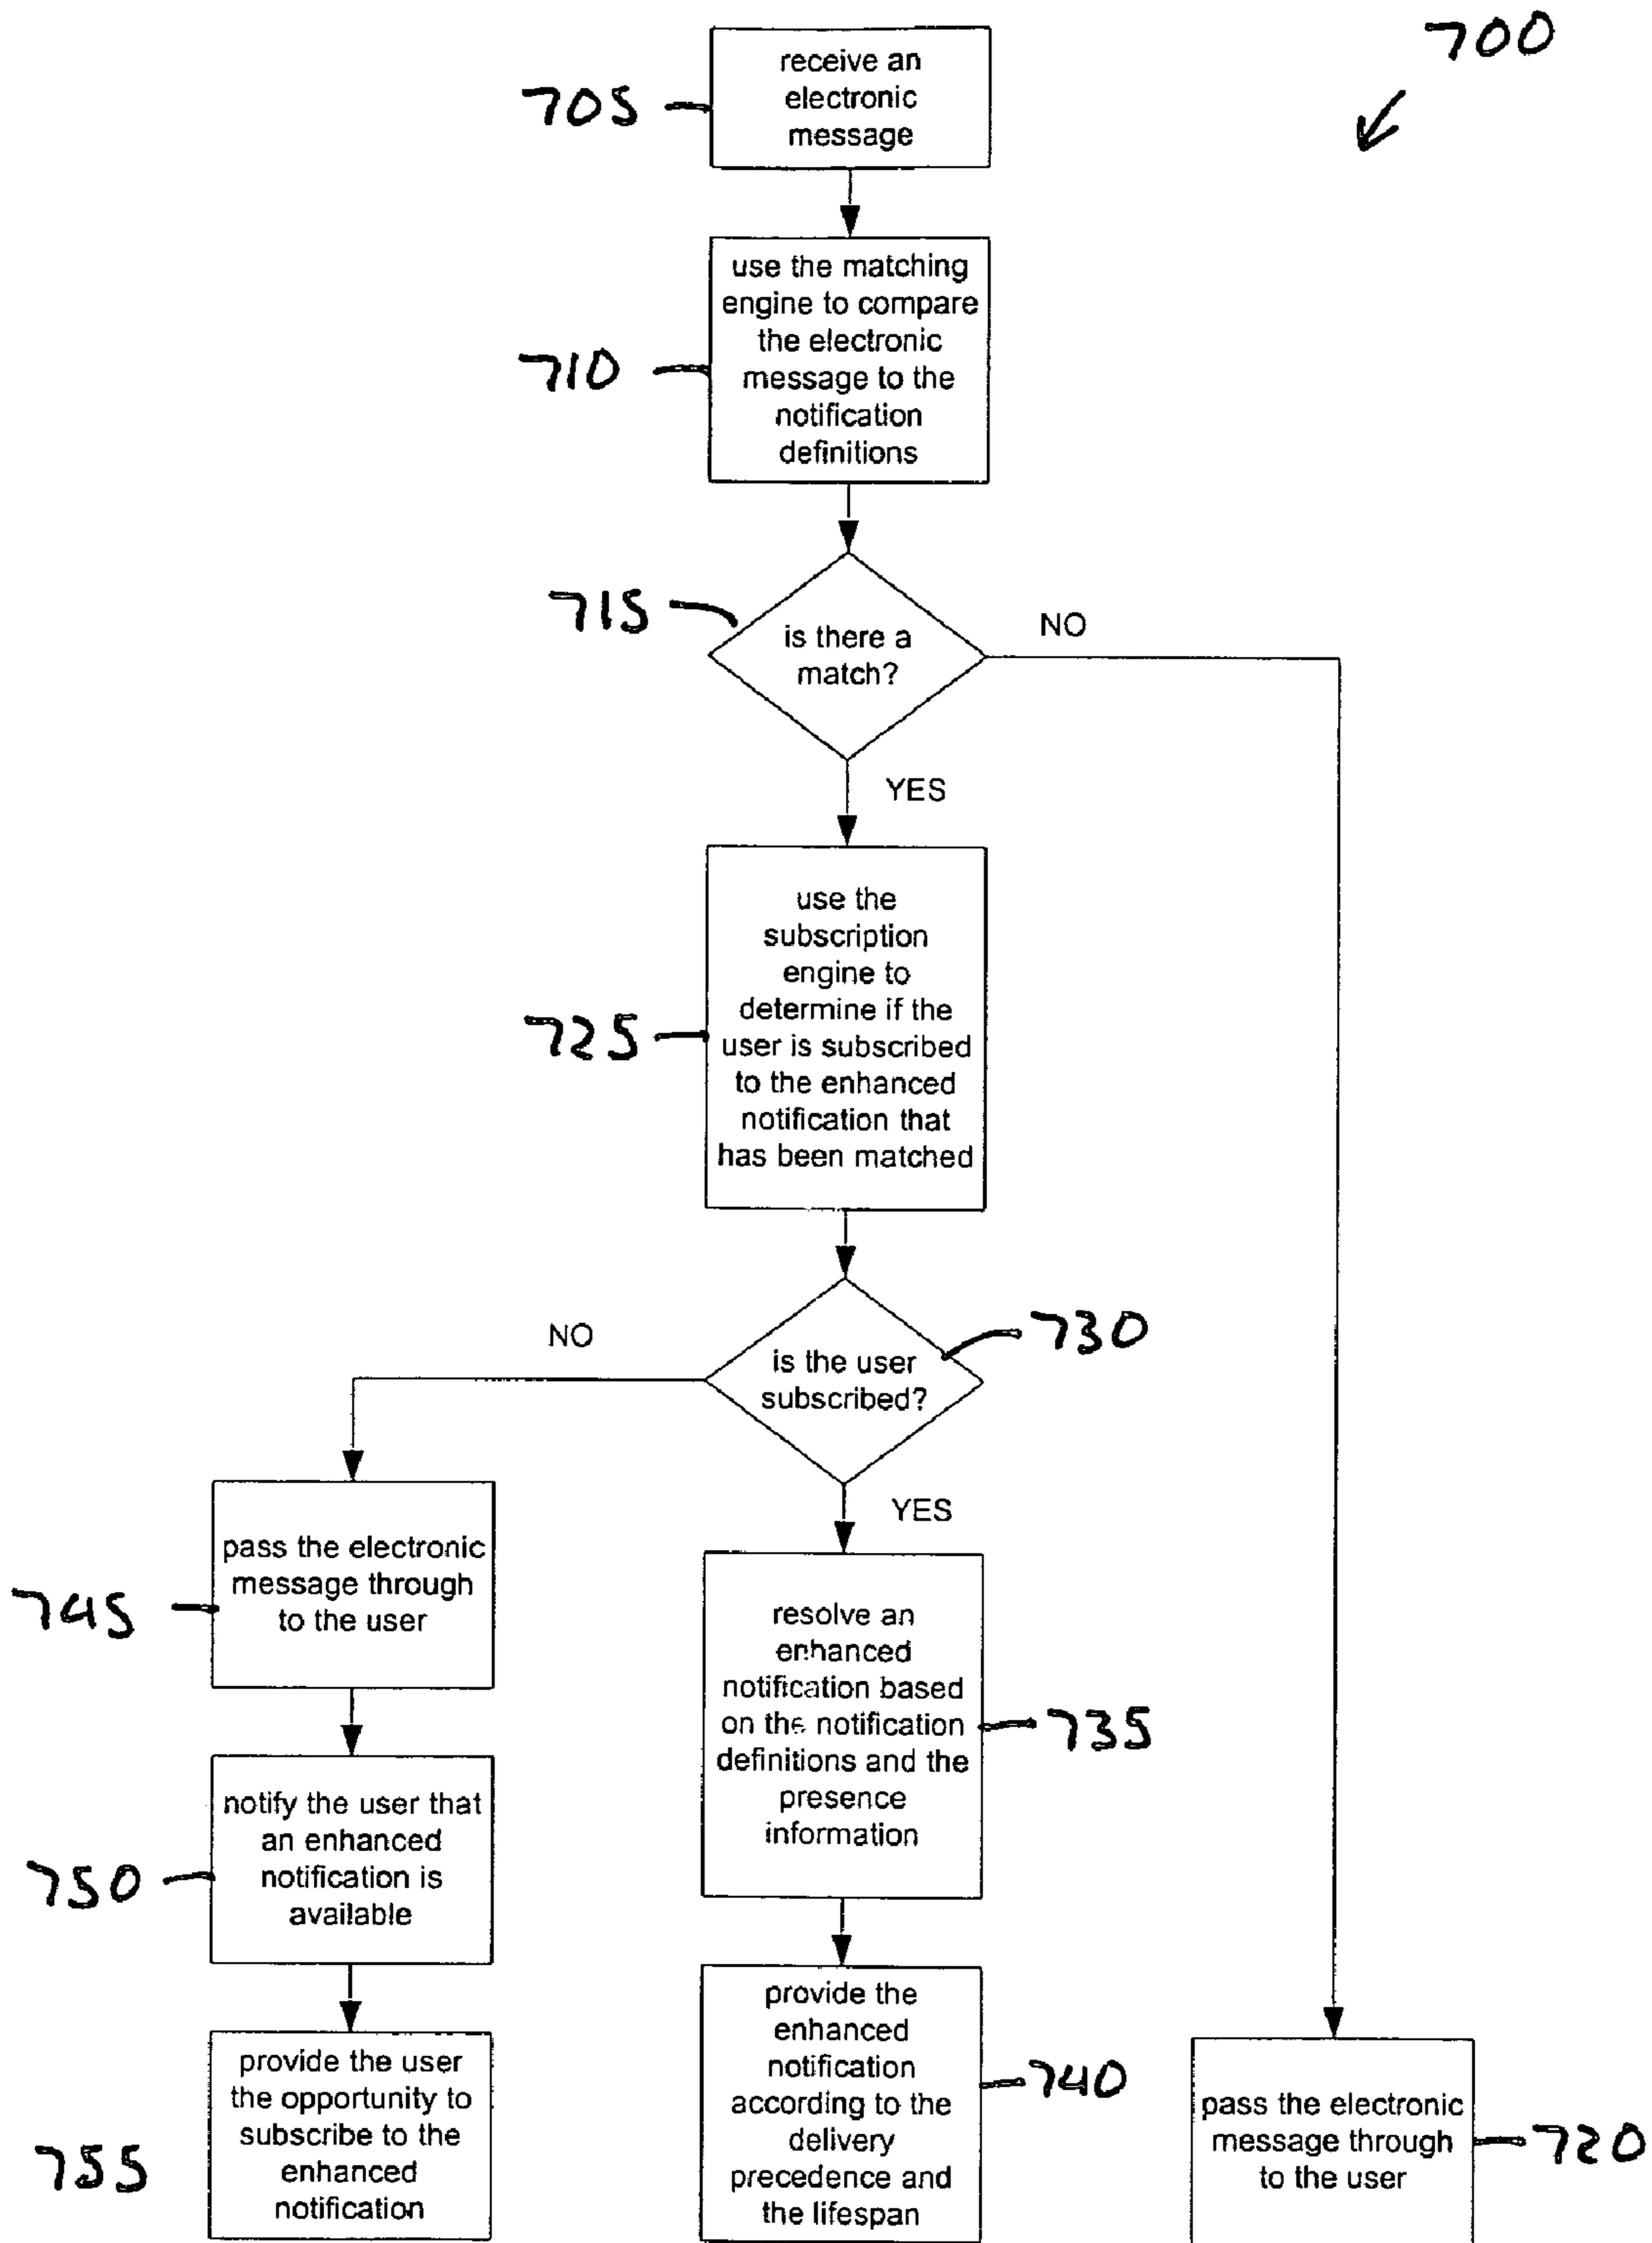 700
receive an
electronic
message
705
use the matching
engine to compare
the electronic
message to the
notification
definitions
710
is there a
match?
715
NO
YES
use the
subscription
engine to
determine if the
user is subscribed
to the enhanced
notification that
has been matched
725
is the user
subscribed?
730
NO
YES
pass the electronic
message through
to the user
745
resolve an
enhanced
notification based
on the notification
definitions and the
presence
information
735
notify the user that
an enhanced
notification is
available
750
provide the
enhanced
notification
according to the
delivery
precedence and
the lifespan
740
provide the user
the opportunity to
subscribe to the
enhanced
notification
755
pass the electronic
message through
to the user
720